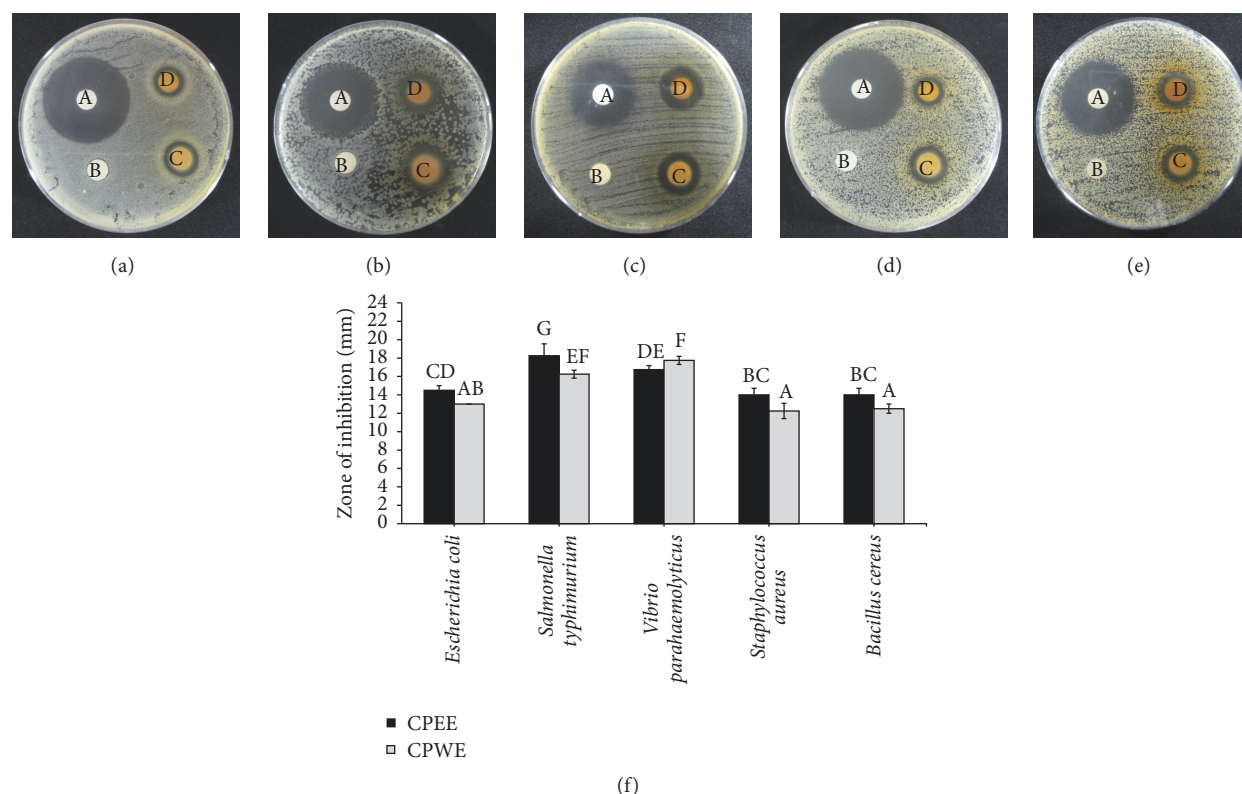 A
D
B
C
A
D
B
C
A
D
B
C
A
D
B
C
A
D
B
C
(a)
(b)
(c)
(d)
(e)
Zone of inhibition (mm)
24
22
20
18
16
14
12
10
8
6
4
2
0
CD
AB
G
EF
DE
F
BC
A
BC
A
Escherichia coli
Salmonella
typhimurium
Vibrio
parahaemolyticus
Staphylococcus
aureus
Bacillus cereus
CPEE
CPWE
(f)